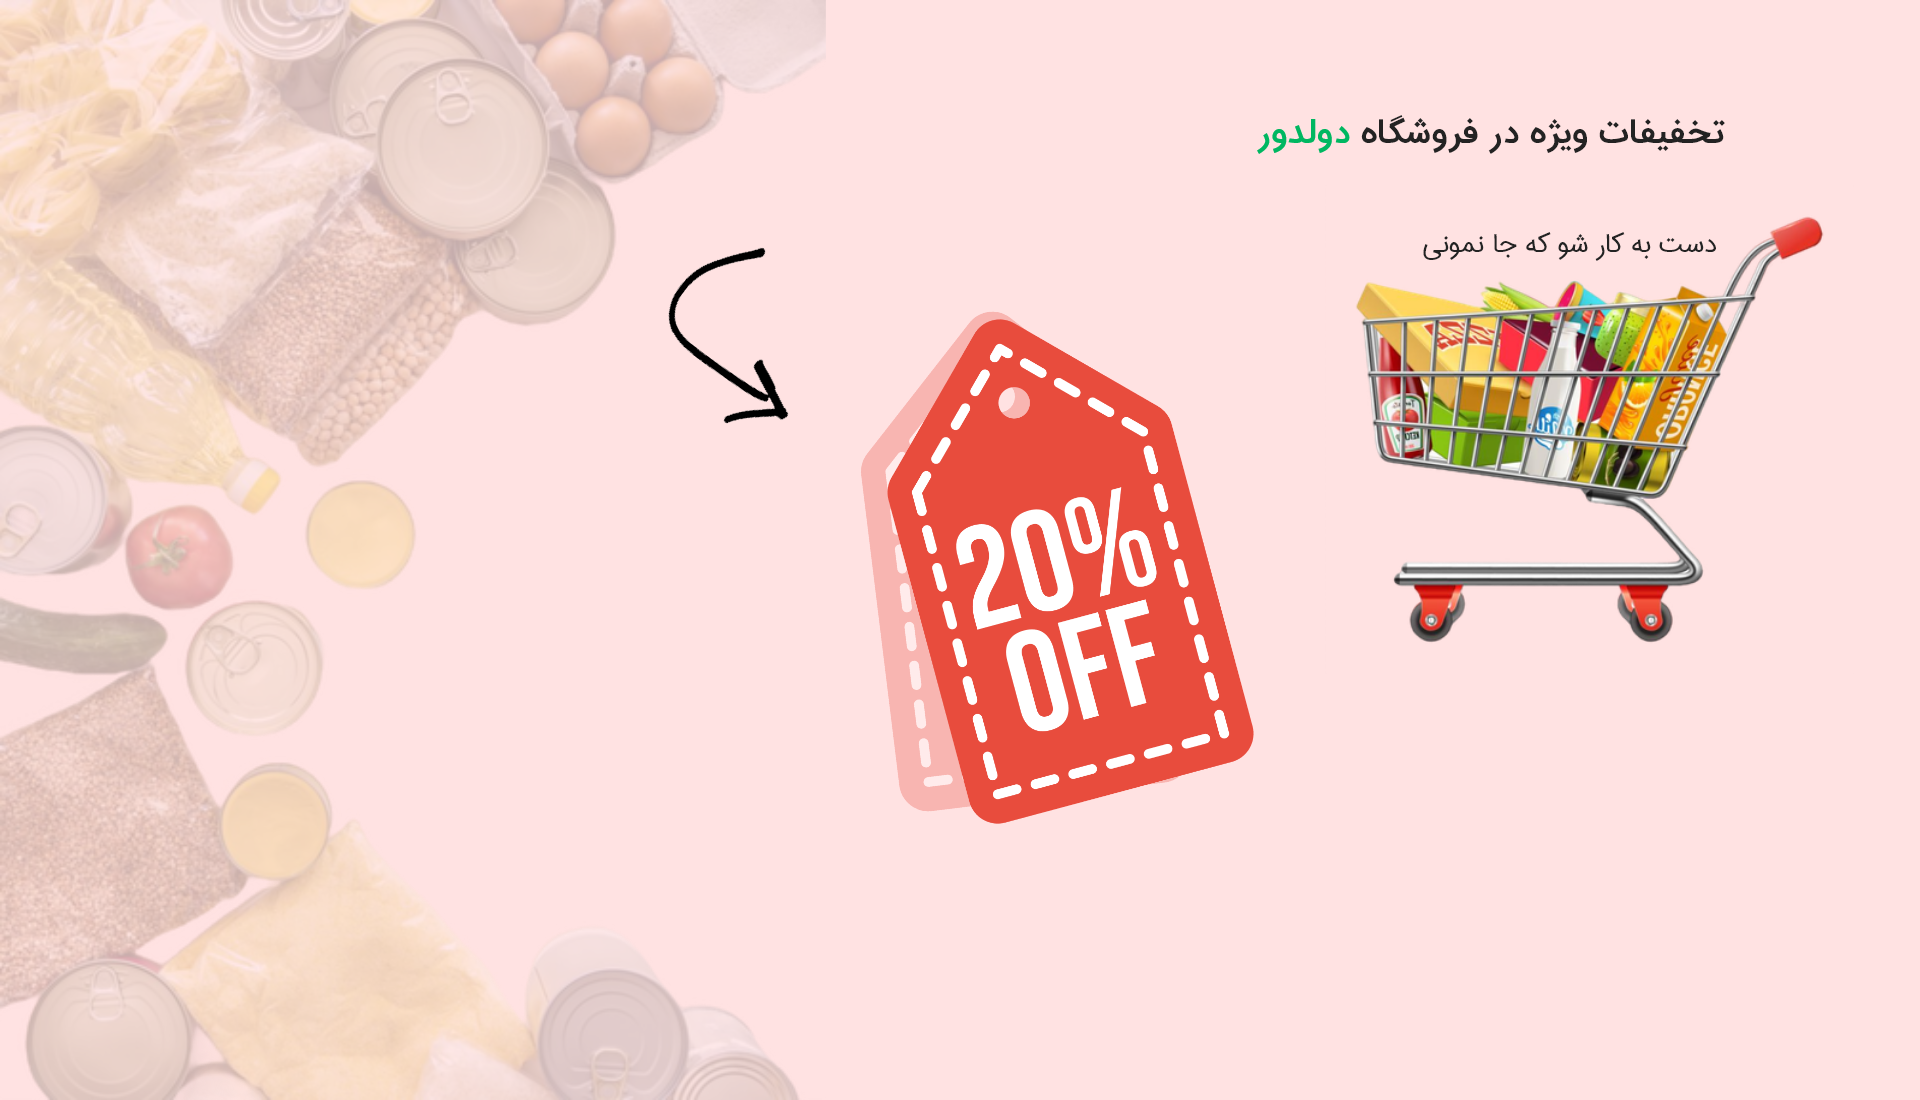 تخفیفات ویژه در فروشگاه دولدور
دست به کار شو که جا نمونی
20%
OFF